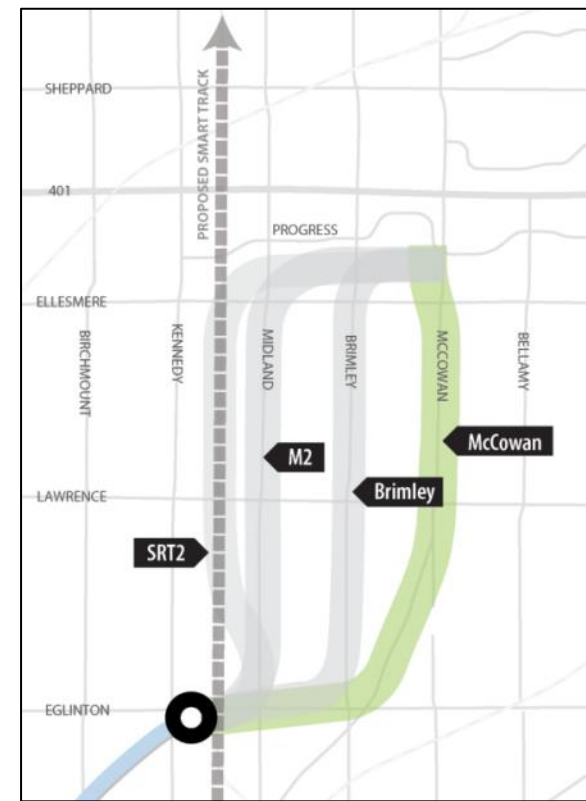 SHEPPARD
PROPOSED SMART TRACK
401
PROGRESS
ELLESMERE
BIRCHMOUNT
KENNEDY
MIDLAND
BRIMLEY
MCCOWAN
BELLAMY
McCowan
M2
Brimley
LAWRENCE
SRT2
EGLINTON